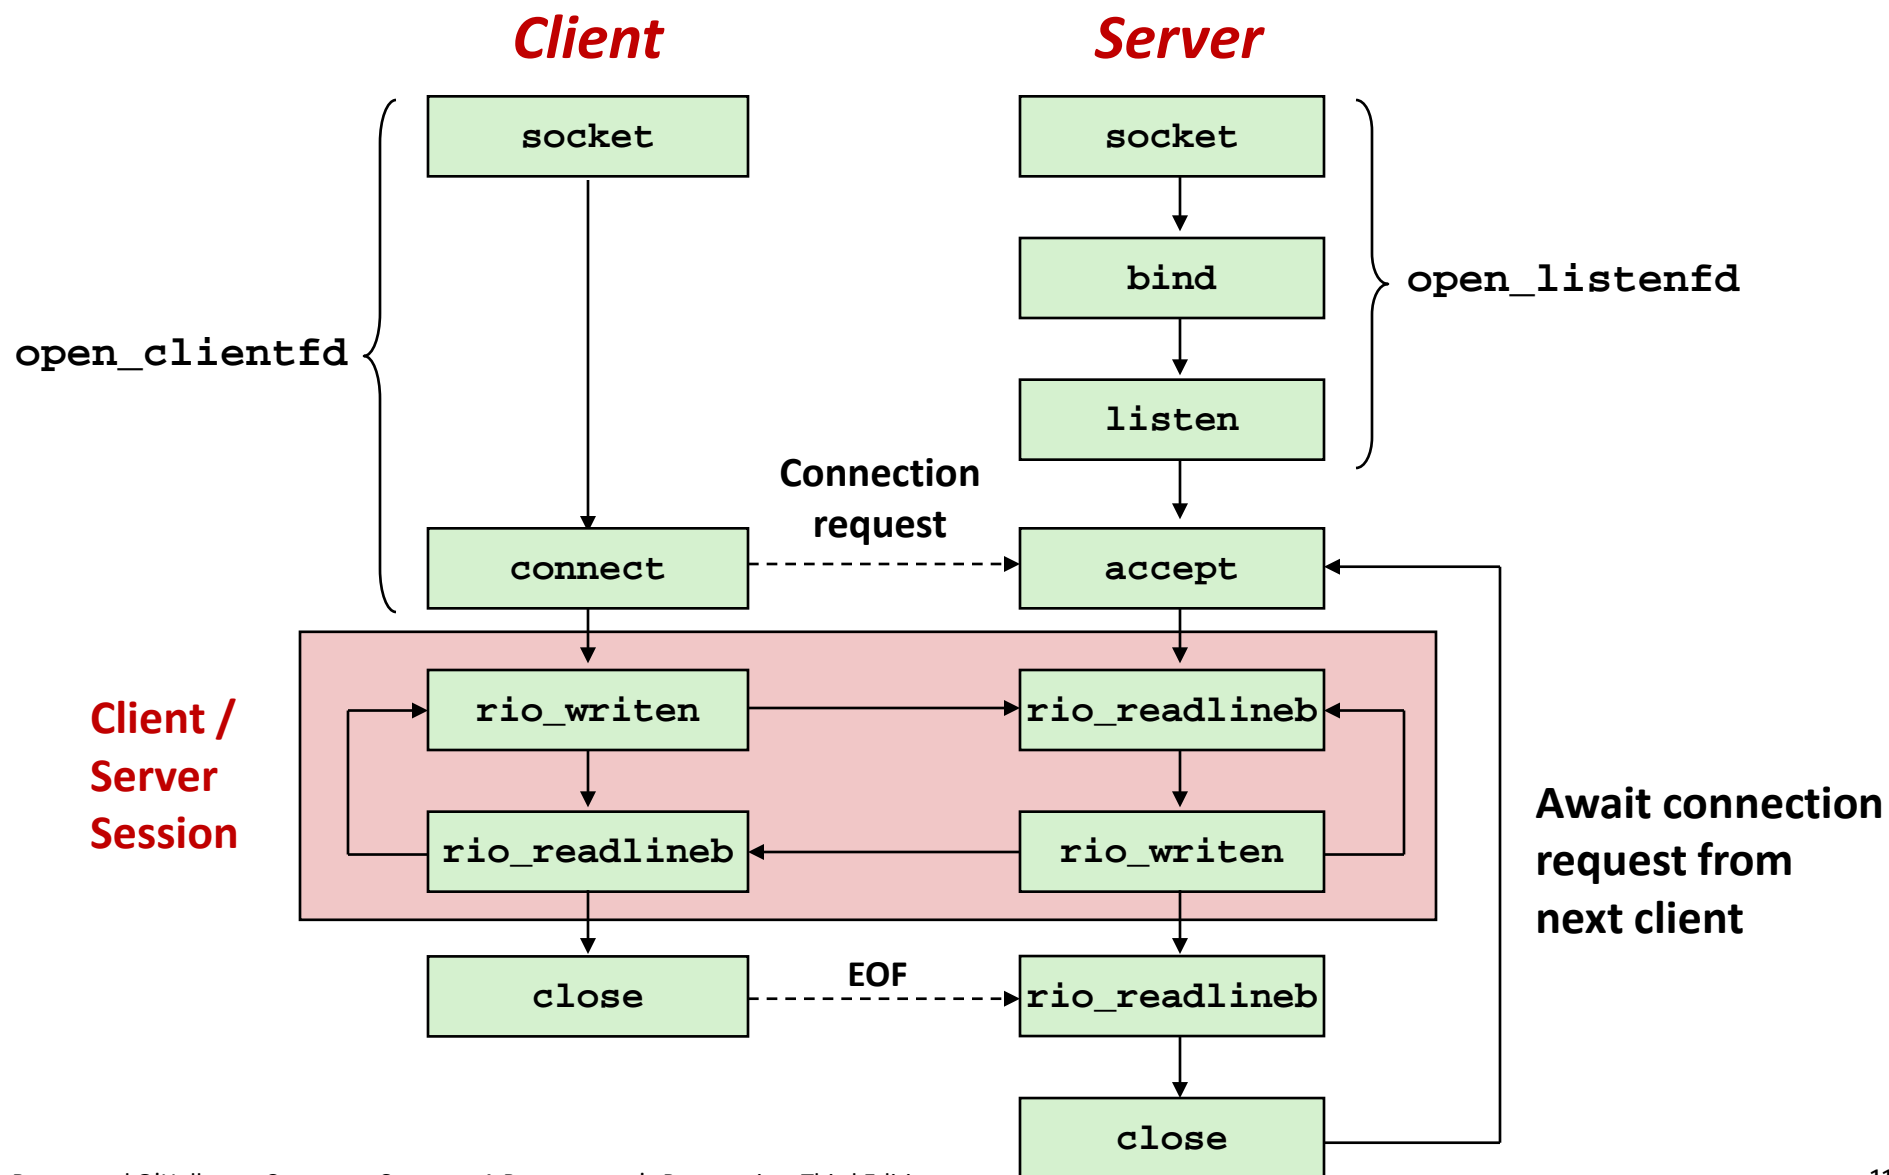 Client
Server
socket
socket
bind
open_listenfd
open_clientfd
listen
Connection
request
connect
accept
Client /
Server
Session
rio_writen
rio_readlineb
rio_readlineb
rio_writen
Await connection
request from
next client
close
EOF
rio_readlineb
close
11